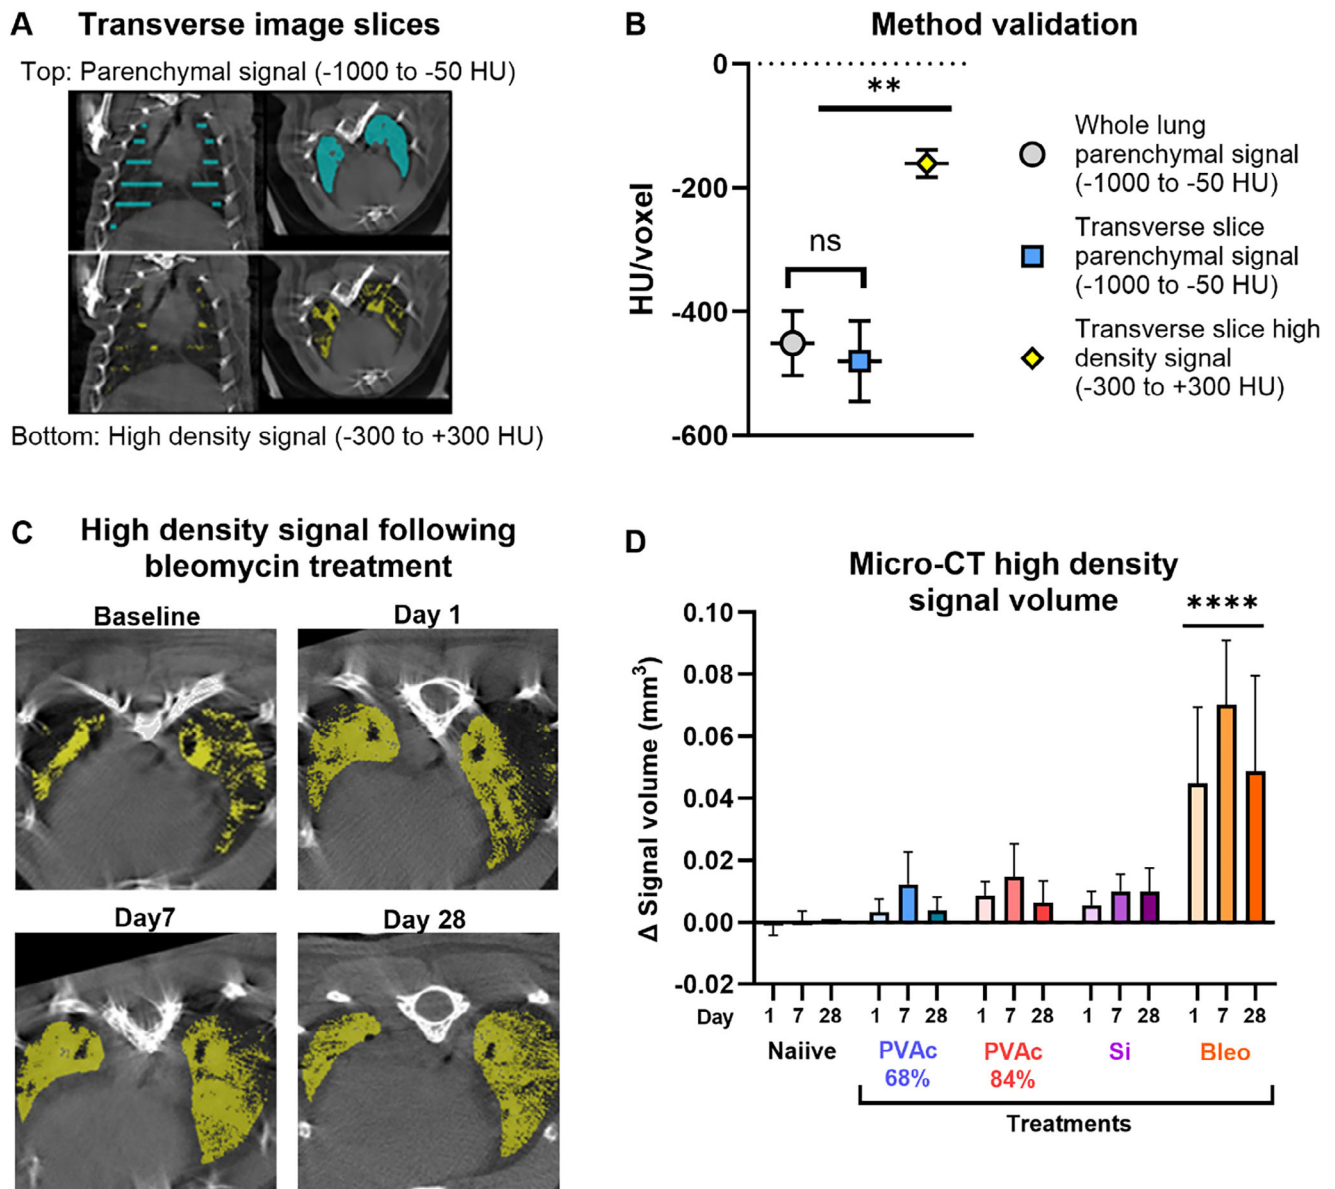 A Transverse image slices
Top: Parenchymal signal (-1000 to -50 HU)
Bottom: High density signal (-300 to +300 HU)
B Method validation
HU/voxel
0
-200
-400
-600
**
ns
Whole lung
parenchymal signal
(-1000 to -50 HU)
Transverse slice
parenchymal signal
(-1000 to -50 HU)
Transverse slice high
density signal
(-300 to +300 HU)
C High density signal following
bleomycin treatment
Baseline
Day 1
Day7
Day 28
D
Micro-CT high density
signal volume
****
Δ Signal volume (mm³)
0.10
0.08
0.06
0.04
0.02
0.00
-0.02
Day 1 7 28 1 7 28 1 7 28 1 7 28 1 7 28
Naiive PVAc PVAc Si Bleo
68% 84%
Treatments